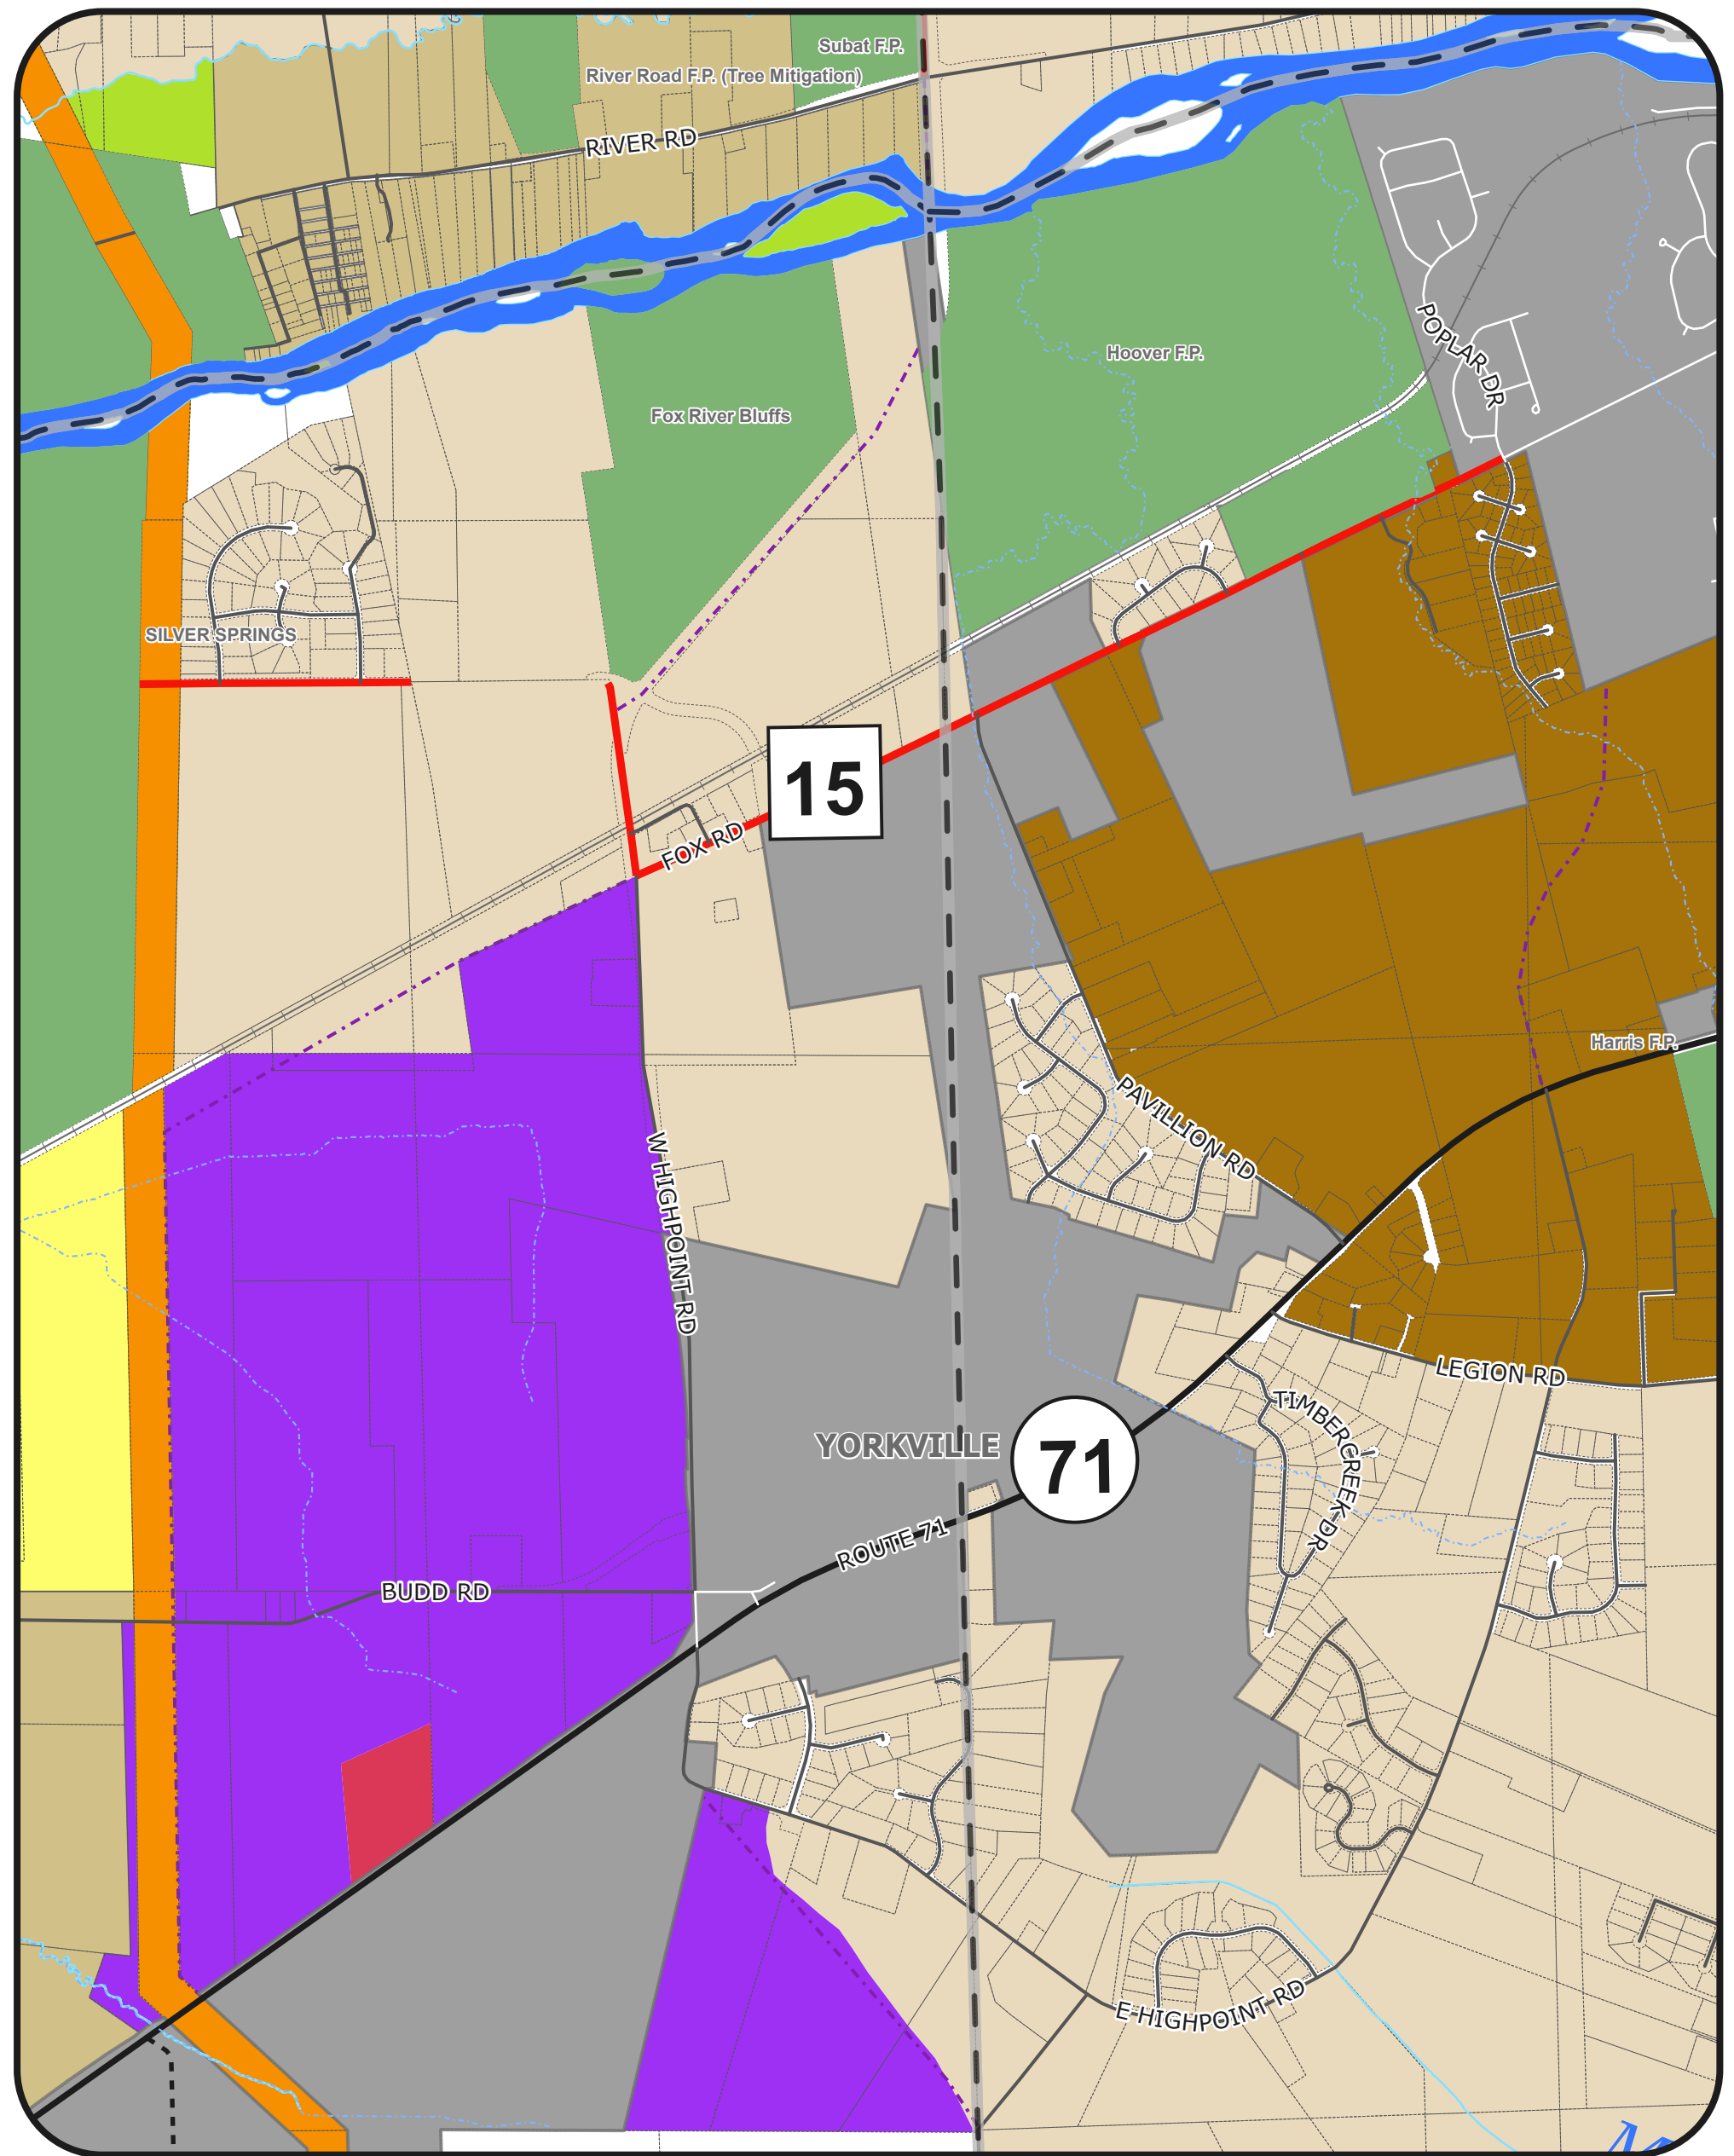 Subat F.P.
River Road F.P. (Tree Mitigation)
RIVER RD
Hoover F.P.
POPLAR DR
Fox River Bluffs
SILVER SPRINGS
15
FOX RD
Harris F.P.
PAVILLION RD
W HIGHPOINT RD
LEGION RD
TIMBERCREEK DR
YORKVILLE
71
ROUTE 71
BUDD RD
E HIGHPOINT RD